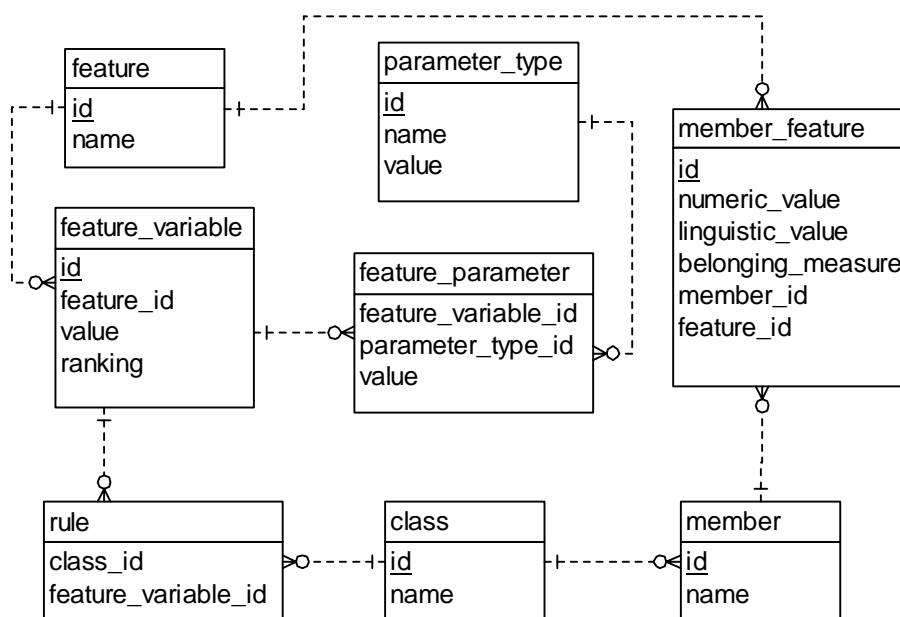 feature
id
name
parameter_type
id
name
value
member_feature
id
numeric_value
linguistic_value
belonging_measure
member_id
feature_id
feature_variable
id
feature_id
value
ranking
feature_parameter
feature_variable_id
parameter_type_id
value
rule
class_id
feature_variable_id
class
id
name
member
id
name